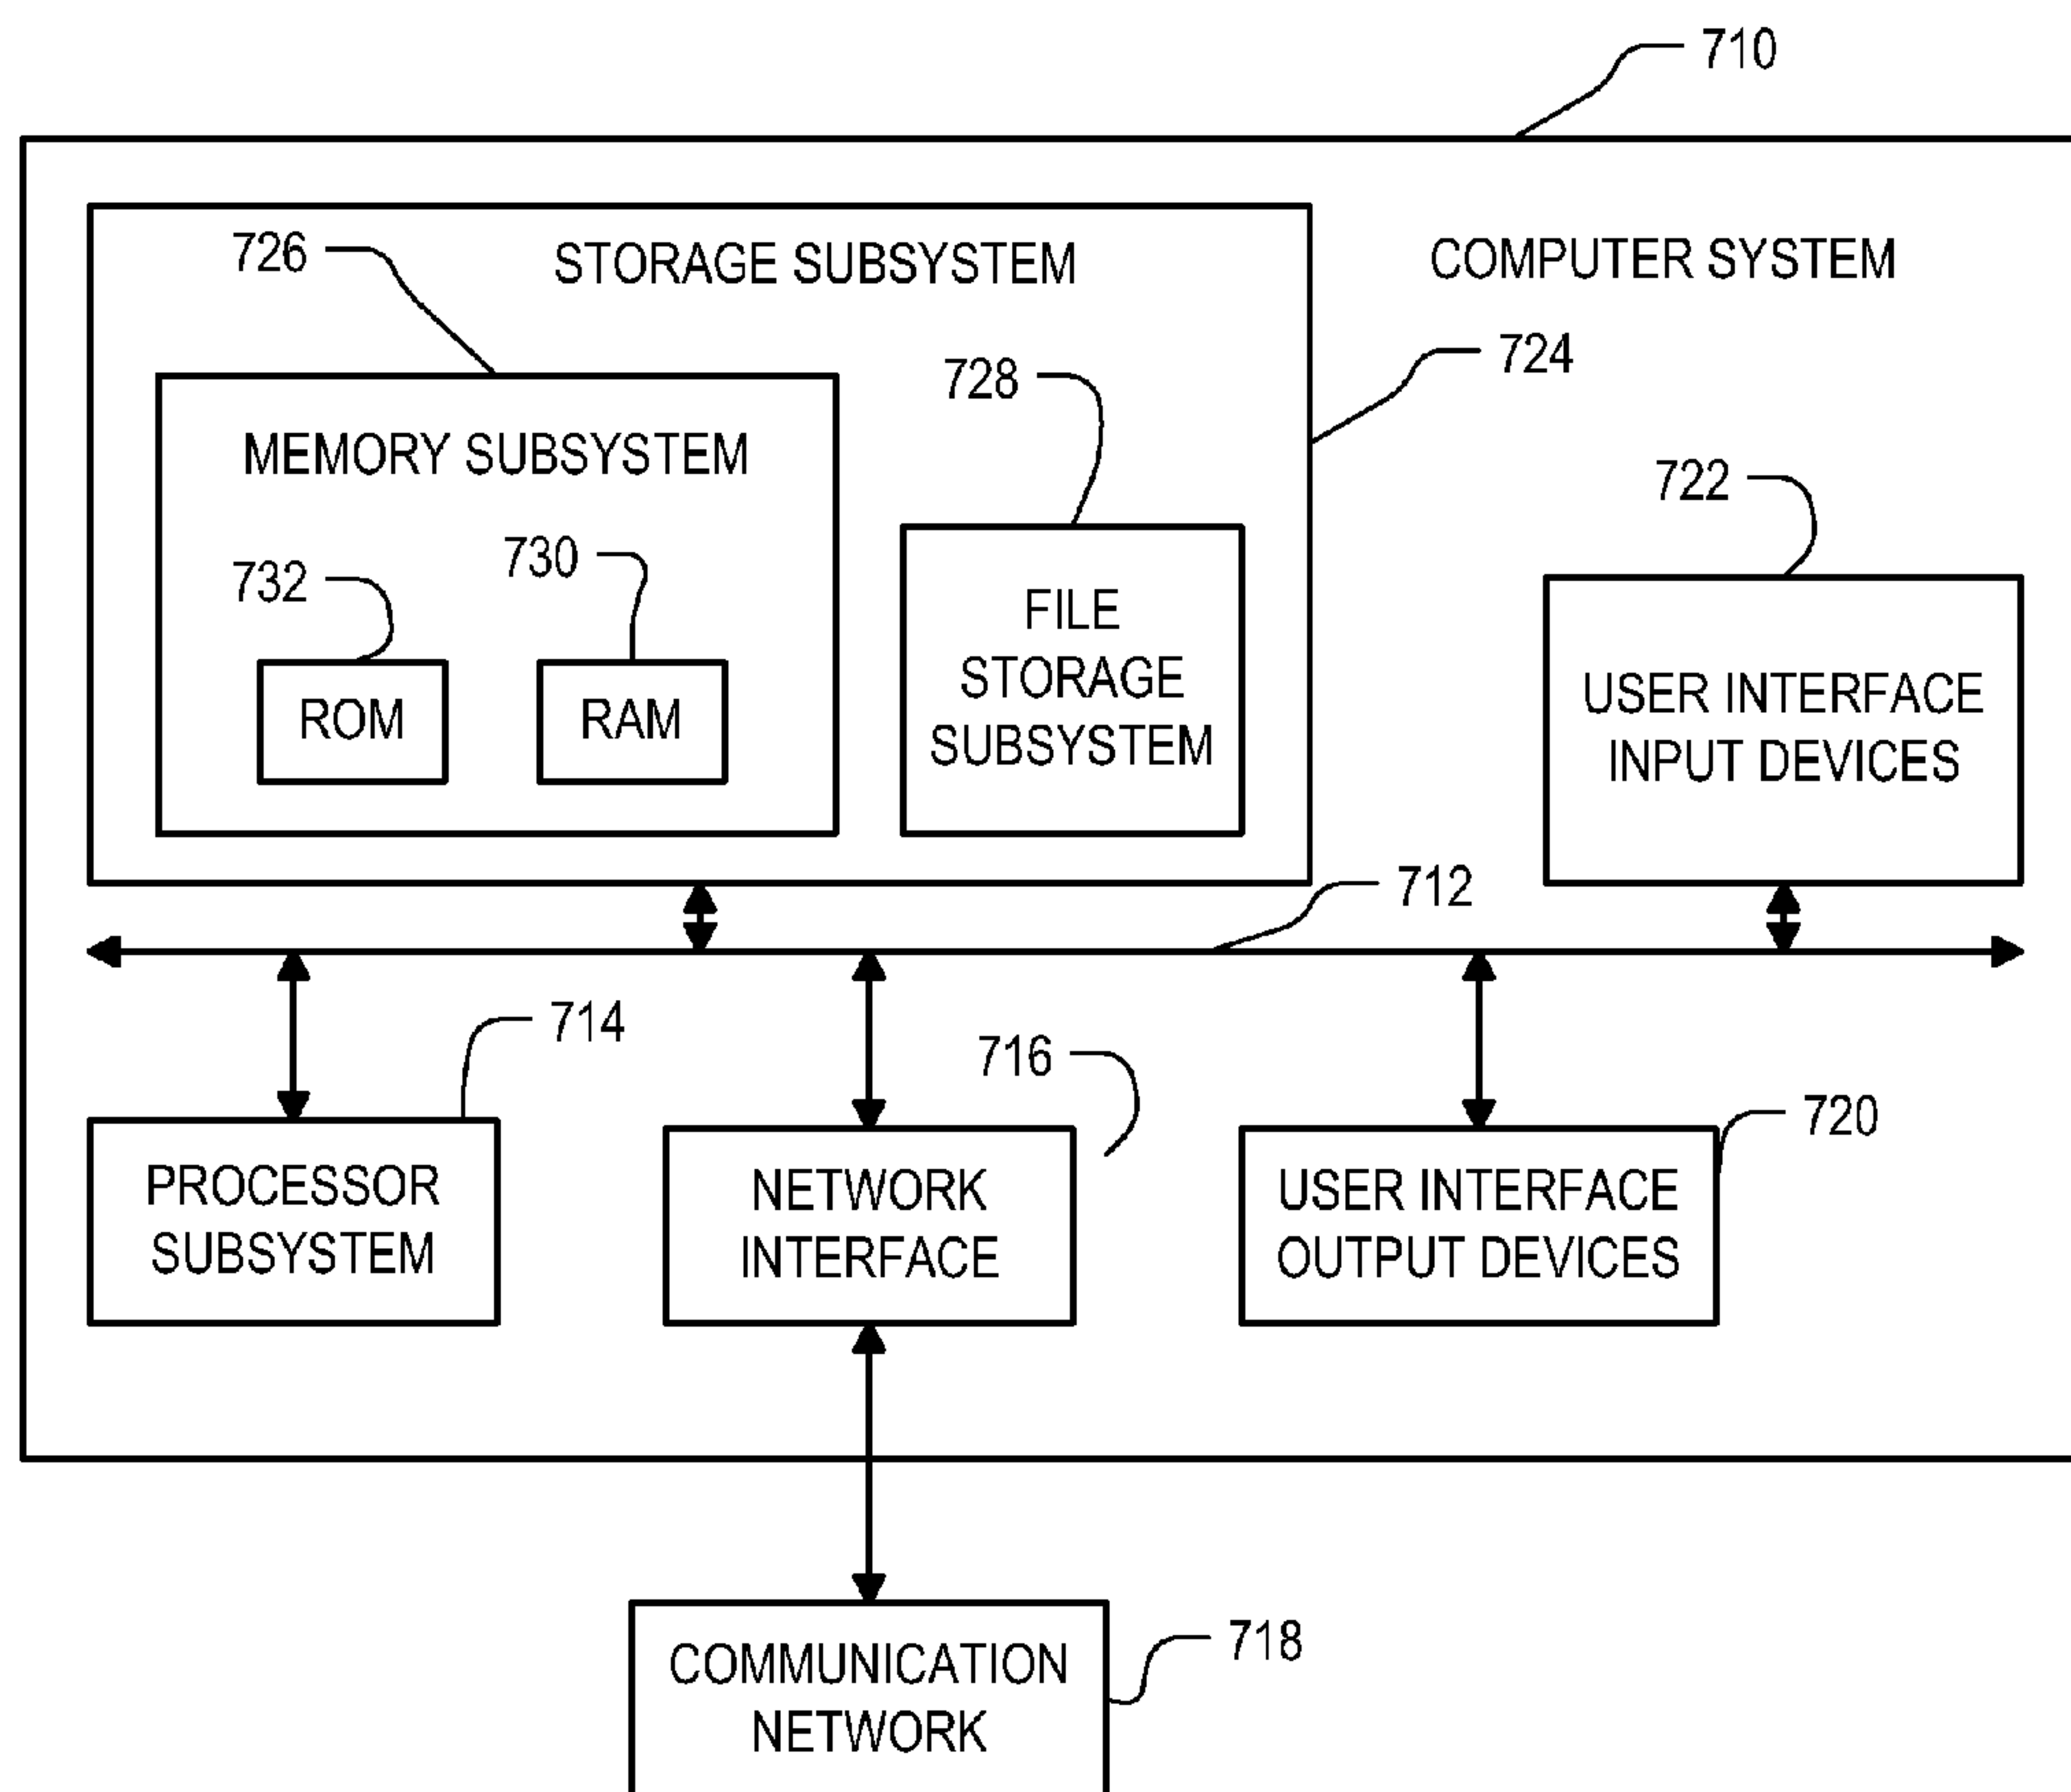 710
726
STORAGE SUBSYSTEM
COMPUTER SYSTEM
724
728
MEMORY SUBSYSTEM
722
732
730
FILE
STORAGE
SUBSYSTEM
ROM
RAM
USER INTERFACE
INPUT DEVICES
712
714
716
720
PROCESSOR
SUBSYSTEM
NETWORK
INTERFACE
USER INTERFACE
OUTPUT DEVICES
718
COMMUNICATION
NETWORK